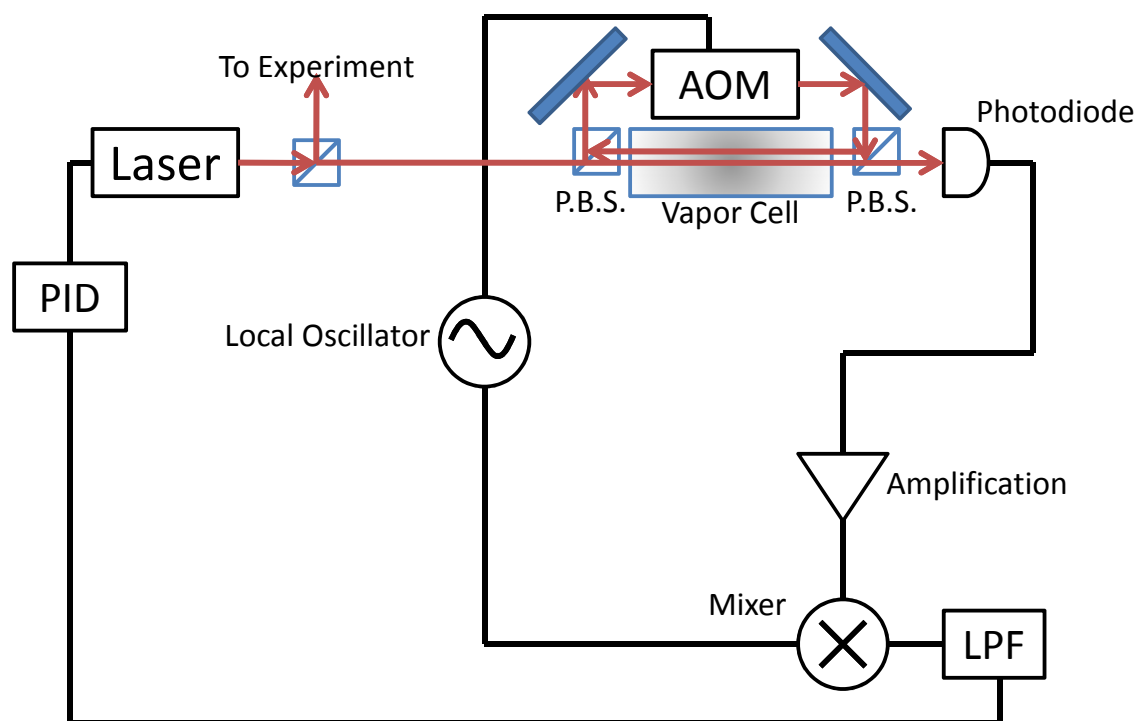 To Experiment
AOM
Photodiode
Laser
P.B.S.
Vapor Cell
P.B.S.
PID
Local Oscillator
Amplification
Mixer
LPF